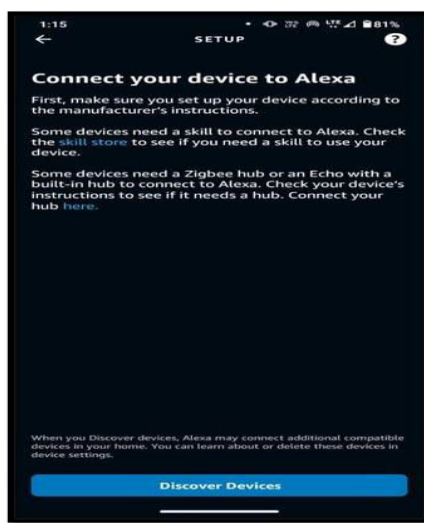 1:15 81%
SETUP ?
Connect your device to Alexa
First, make sure you set up your device according to
the manufacturer's instructions.
Some devices need a skill to connect to Alexa. Check
the skill store to see if you need a skill to use your
device.
Some devices need a Zigbee hub or an Echo with a
built-in hub to connect to Alexa. Check your device's
instructions to see if it needs a hub. Connect your
hub here.
When you Discover devices, Alexa may connect additional compatible
devices in your home. You can learn about or delete these devices in
device settings.
Discover Devices